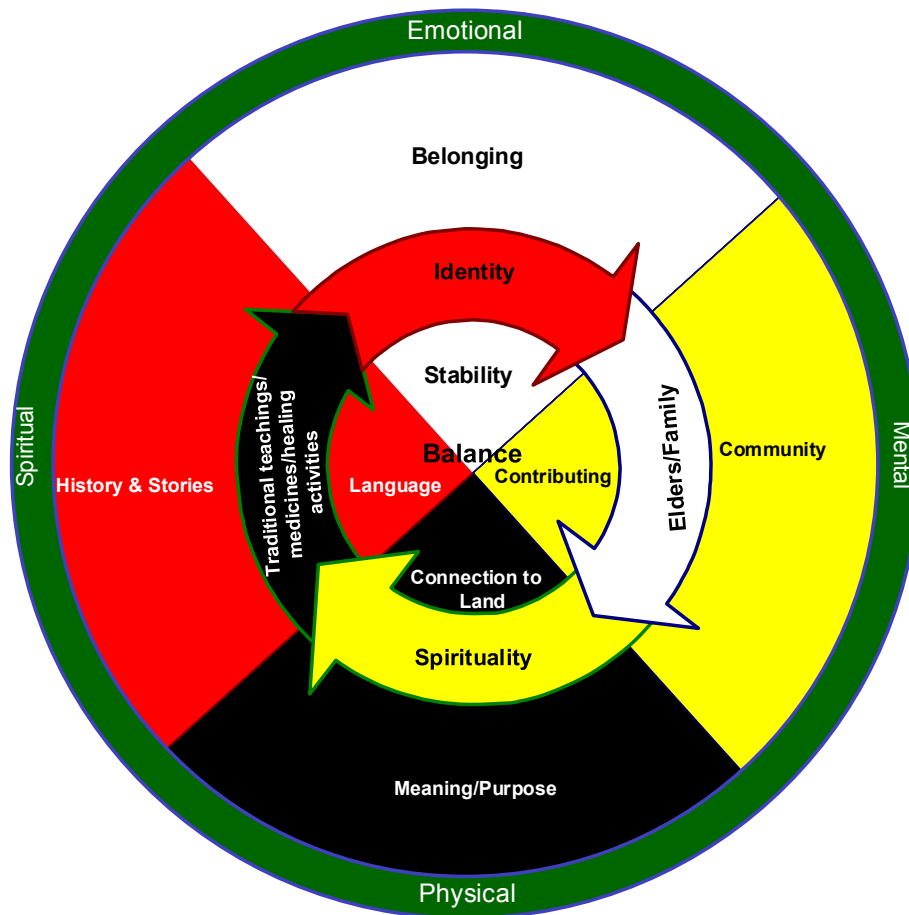 Emotional
Belonging
Identity
Stability
Balance
Contributing
Elders/Family
Community
Mental
Spiritual
History & Stories
Traditional teachings/
medicines/healing
activities
Language
Connection to
Land
Spirituality
Meaning/Purpose
Physical